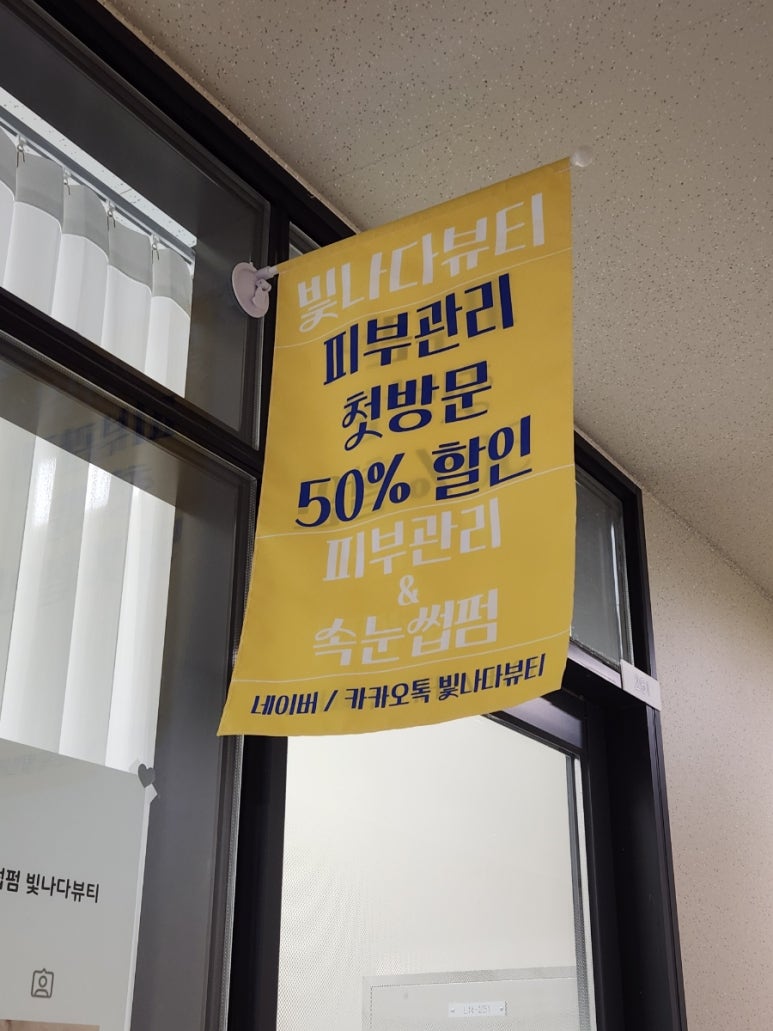 빛나다뷰티
피부관리
첫방문
50% 할인
피부관리
&
속눈썹펌
네이버 / 카카오톡 빛나다뷰티
썹펌 빛나다뷰티